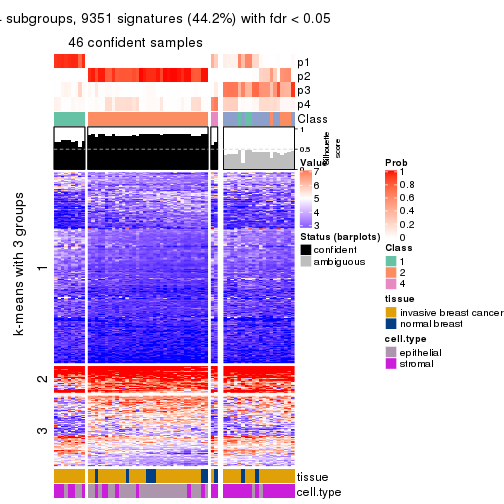 subgroups, 9351 signatures (44.2%) with fdr < 0.05
46 confident samples
p1
p2
p3
p4
Class
1
0.5
0
Silhouette
score
k-means with 3 groups
1
2
3
tissue
cell.type
Value
7
6
5
4
3
Status (barplots)
confident
ambiguous
Prob
1
0.8
0.6
0.4
0.2
0
Class
1
2
4
tissue
invasive breast cancer
normal breast
cell.type
epithelial
stromal